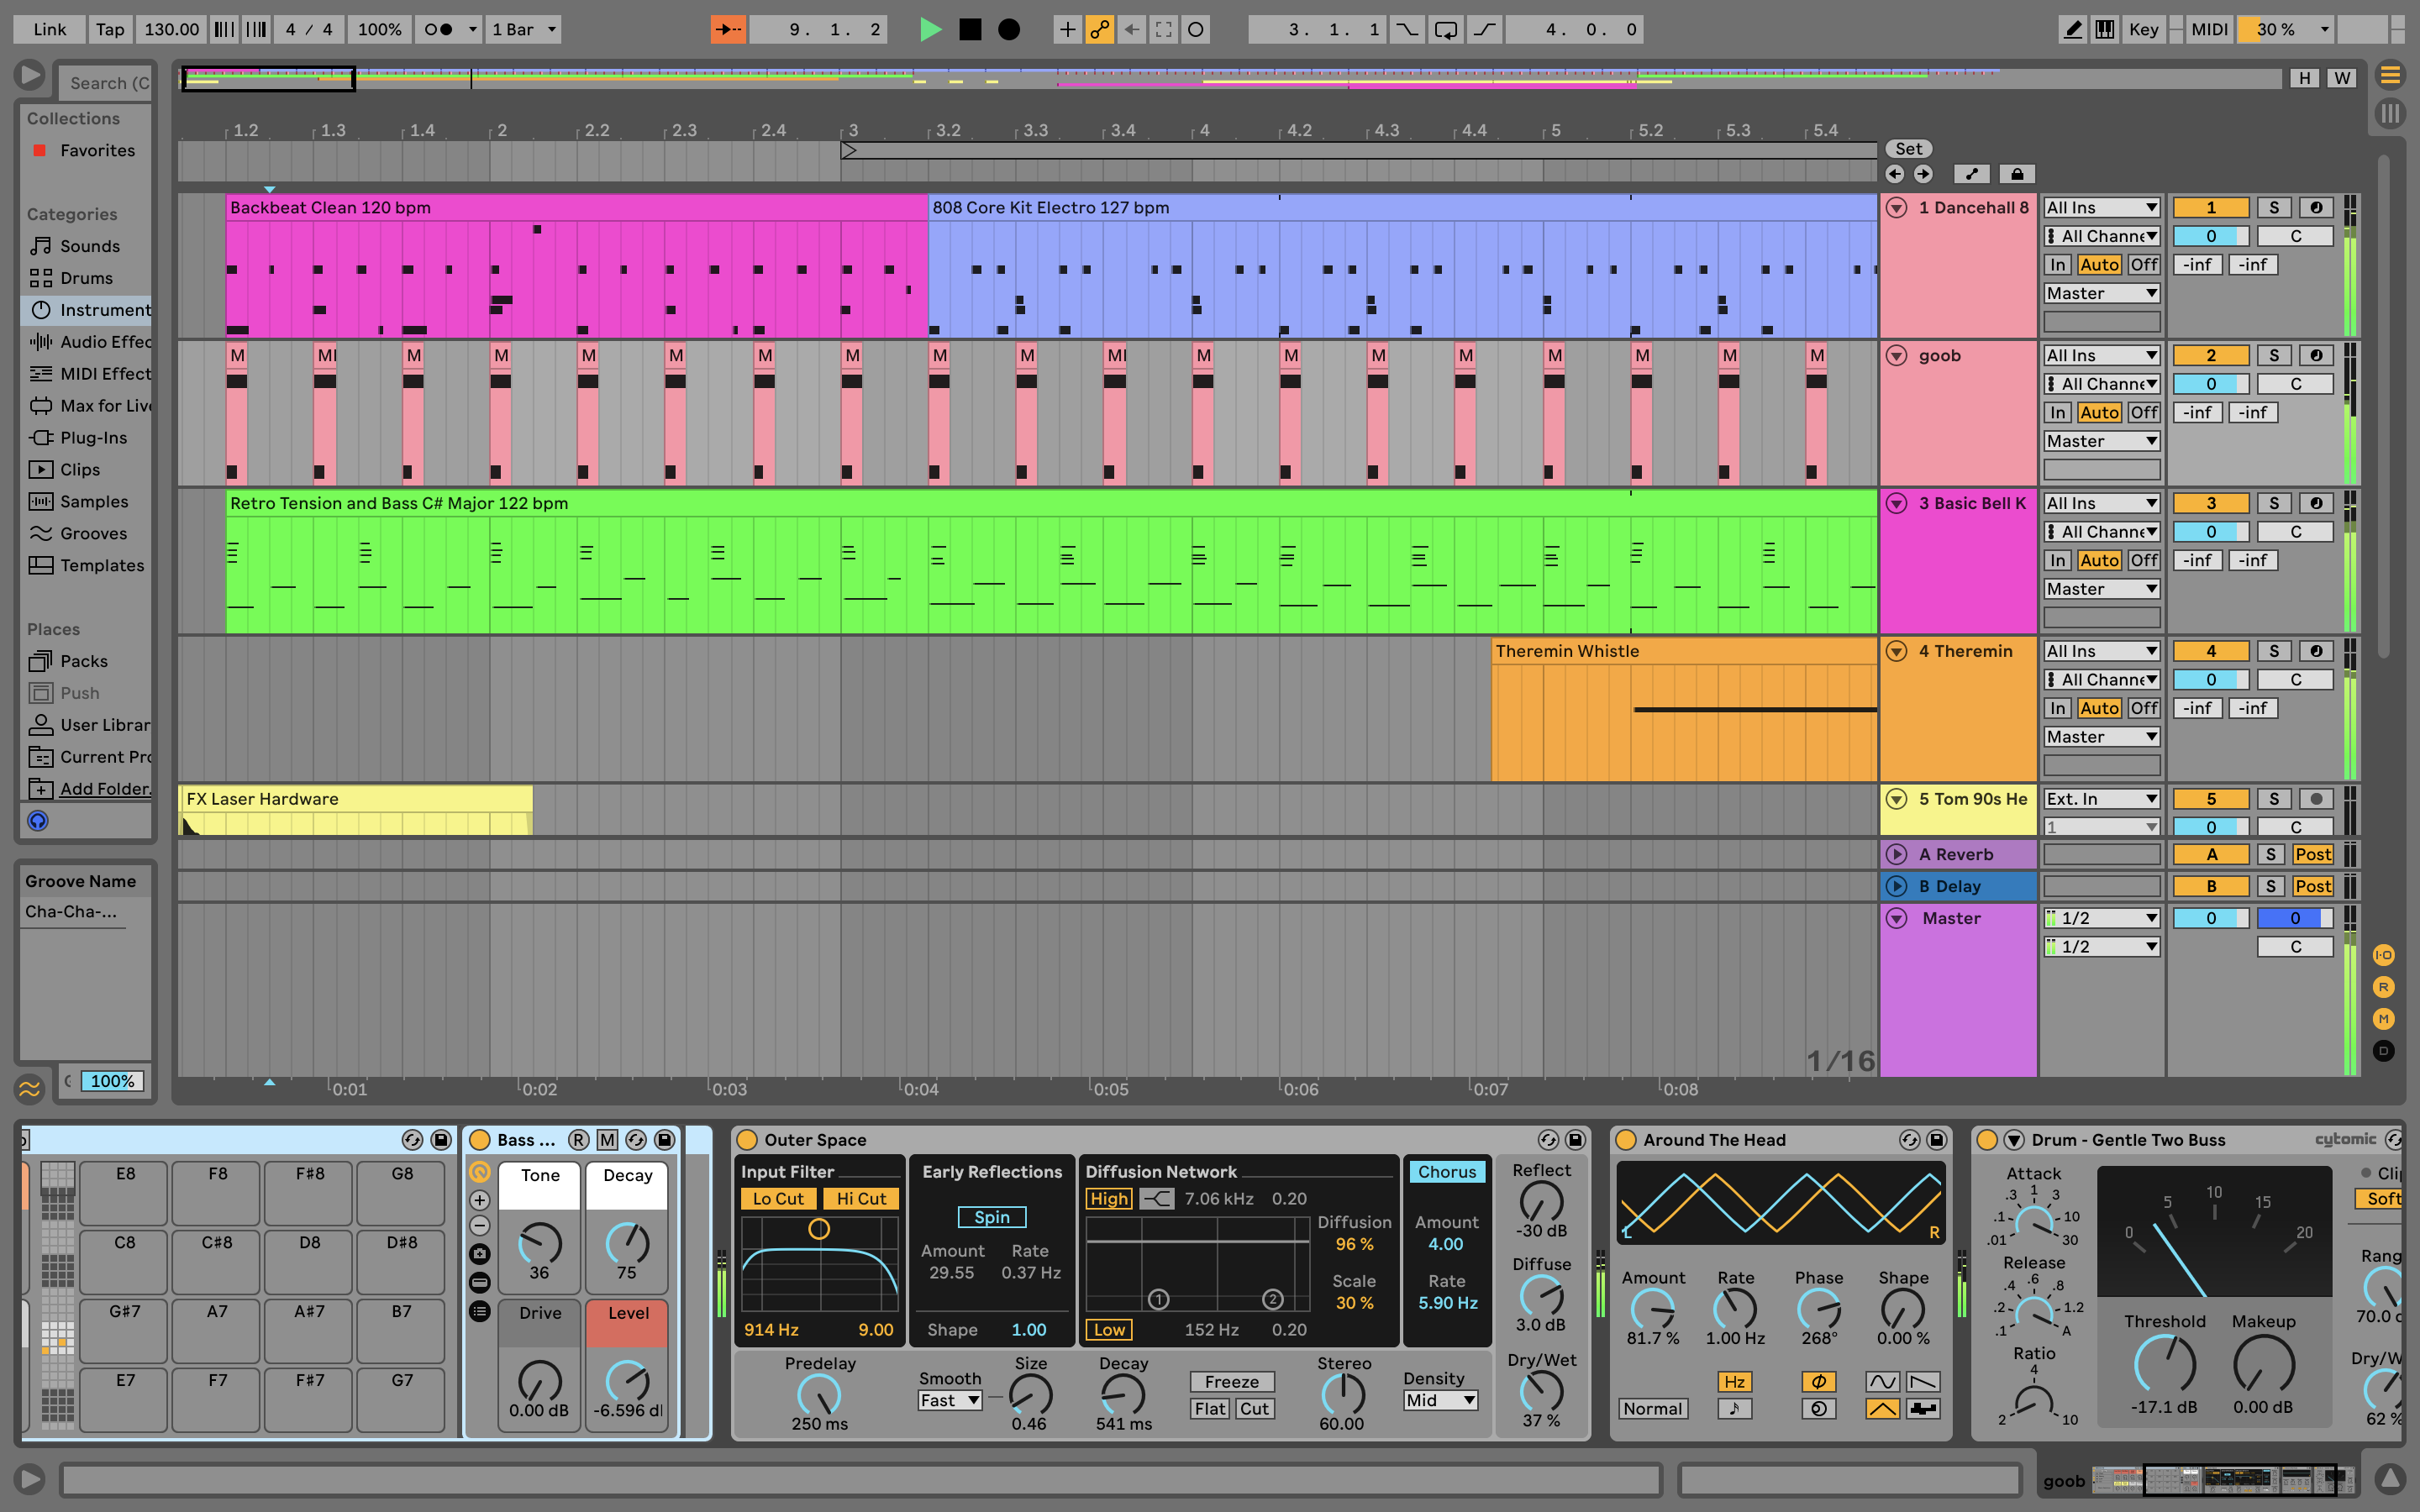 Link Tap 130.00 4 / 4 100% 1 Bar 9. 1. 2 3. 1. 1 4. 0. 0 Key MIDI 30 %
Search (C
H W
Collections
Favorites
Categories
Sounds
Drums
Instrument
Audio Effec
MIDI Effect
Max for Liv
Plug-Ins
Clips
Samples
Grooves
Templates
Places
Packs
Push
User Librar
Current Pro
Add Folder.
Groove Name
Cha-Cha-...
100%
1.2 1.3 1.4 2 2.2 2.3 2.4 3 3.2 3.3 3.4 4 4.2 4.3 4.4 5 5.2 5.3 5.4
Set
Backbeat Clean 120 bpm 808 Core Kit Electro 127 bpm
1 Dancehall 8 All Ins 1 S
All Channe 0 C
In Auto Off -inf -inf
Master
M MI M M M M M M M M MI M M M M M M M M
goob All Ins 2 S
All Channe 0 C
In Auto Off -inf -inf
Master
Retro Tension and Bass C# Major 122 bpm
3 Basic Bell K All Ins 3 S
All Channe 0 C
In Auto Off -inf -inf
Master
Theremin Whistle
4 Theremin All Ins 4 S
All Channe 0 C
In Auto Off -inf -inf
Master
FX Laser Hardware
5 Tom 90s He Ext. In 5 S
1 0 C
A Reverb A S Post
B Delay B S Post
Master 1/2 0 0
1/2 C
I·O
R
M
D
1/16
0:01 0:02 0:03 0:04 0:05 0:06 0:07 0:08
E8 F8 F#8 G8
C8 C#8 D8 D#8
G#7 A7 A#7 B7
E7 F7 F#7 G7
Bass ... R M
Tone Decay
36 75
Drive Level
0.00 dB -6.596 dI
Outer Space
Input Filter
Lo Cut Hi Cut
914 Hz 9.00
Early Reflections
Spin
Amount Rate
29.55 0.37 Hz
Shape 1.00
Diffusion Network
High 7.06 kHz 0.20
Diffusion
96 %
Scale
30 %
1 2
Low 152 Hz 0.20
Chorus
Amount
4.00
Rate
5.90 Hz
Reflect
-30 dB
Diffuse
3.0 dB
Dry/Wet
37 %
Predelay
250 ms
Smooth
Fast
Size
0.46
Decay
541 ms
Freeze
Flat Cut
Stereo
60.00
Density
Mid
Around The Head
L R
Amount Rate Phase Shape
81.7 % 1.00 Hz 268° 0.00 %
Hz
Normal
Drum - Gentle Two Buss cytomic
Attack
.3 1 3
.1 10
.01 30
Release
.4 .6 .8
.2 1.2
.1 A
Ratio
4
2 10
0 5 10 15 20
Threshold Makeup
-17.1 dB 0.00 dB
Cli
Soft
Rang
70.0 d
Dry/W
62 %
goob